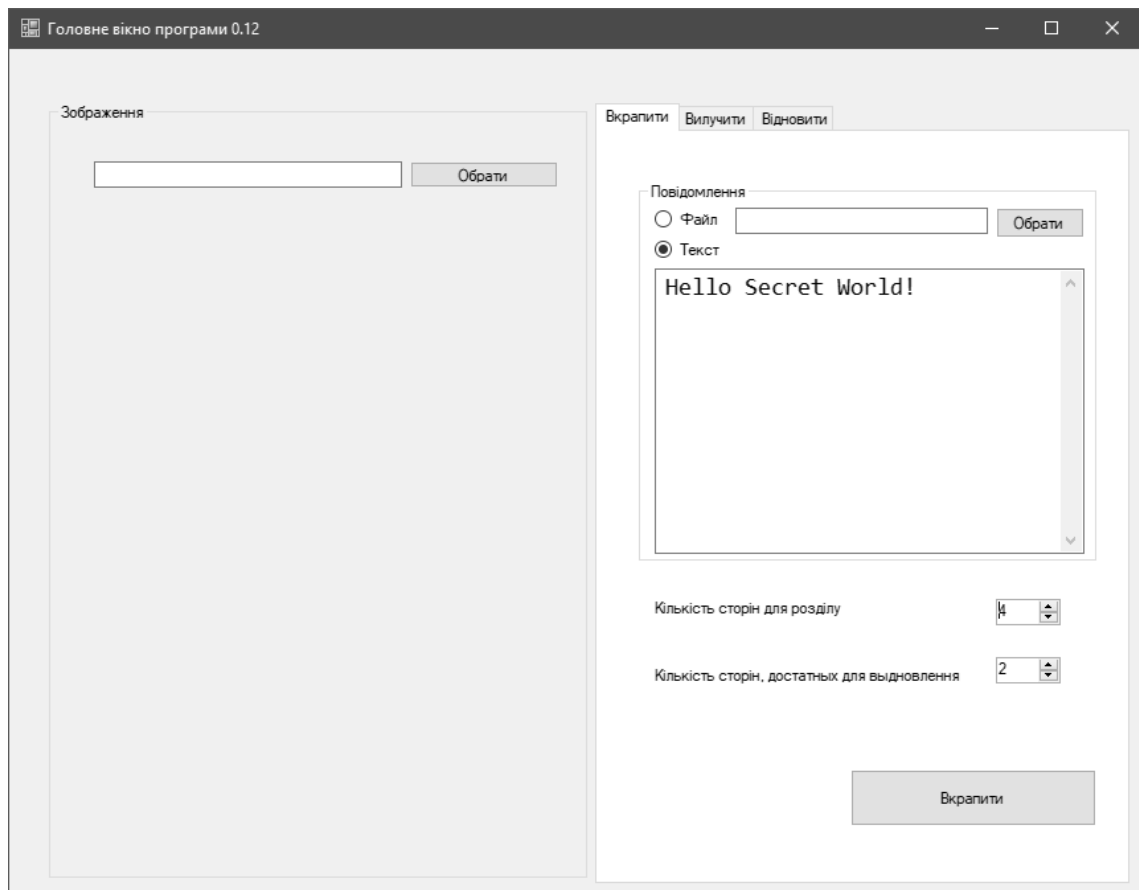 Головне вікно програми 0.12
Зображення
Обрати
Вкрапити Вилучити Відновити
Повідомлення
Файл Обрати
Текст
Hello Secret World!
Кількість сторін для розділу 4
Кількість сторін, достатных для выдновлення 2
Вкрапити